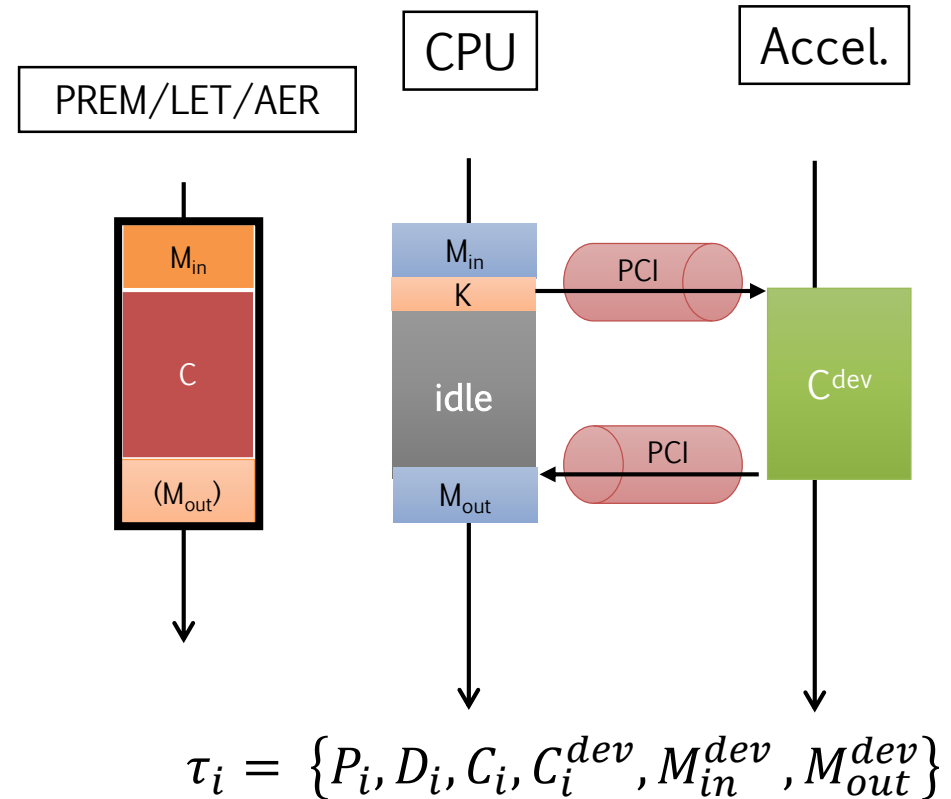 PREM/LET/AER
CPU
Accel.
M_in
C
(M_out)
M_in
K
idle
M_out
PCI
PCI
C^dev
τ_i = {P_i, D_i, C_i, C_i^dev, M_in^dev, M_out^dev}